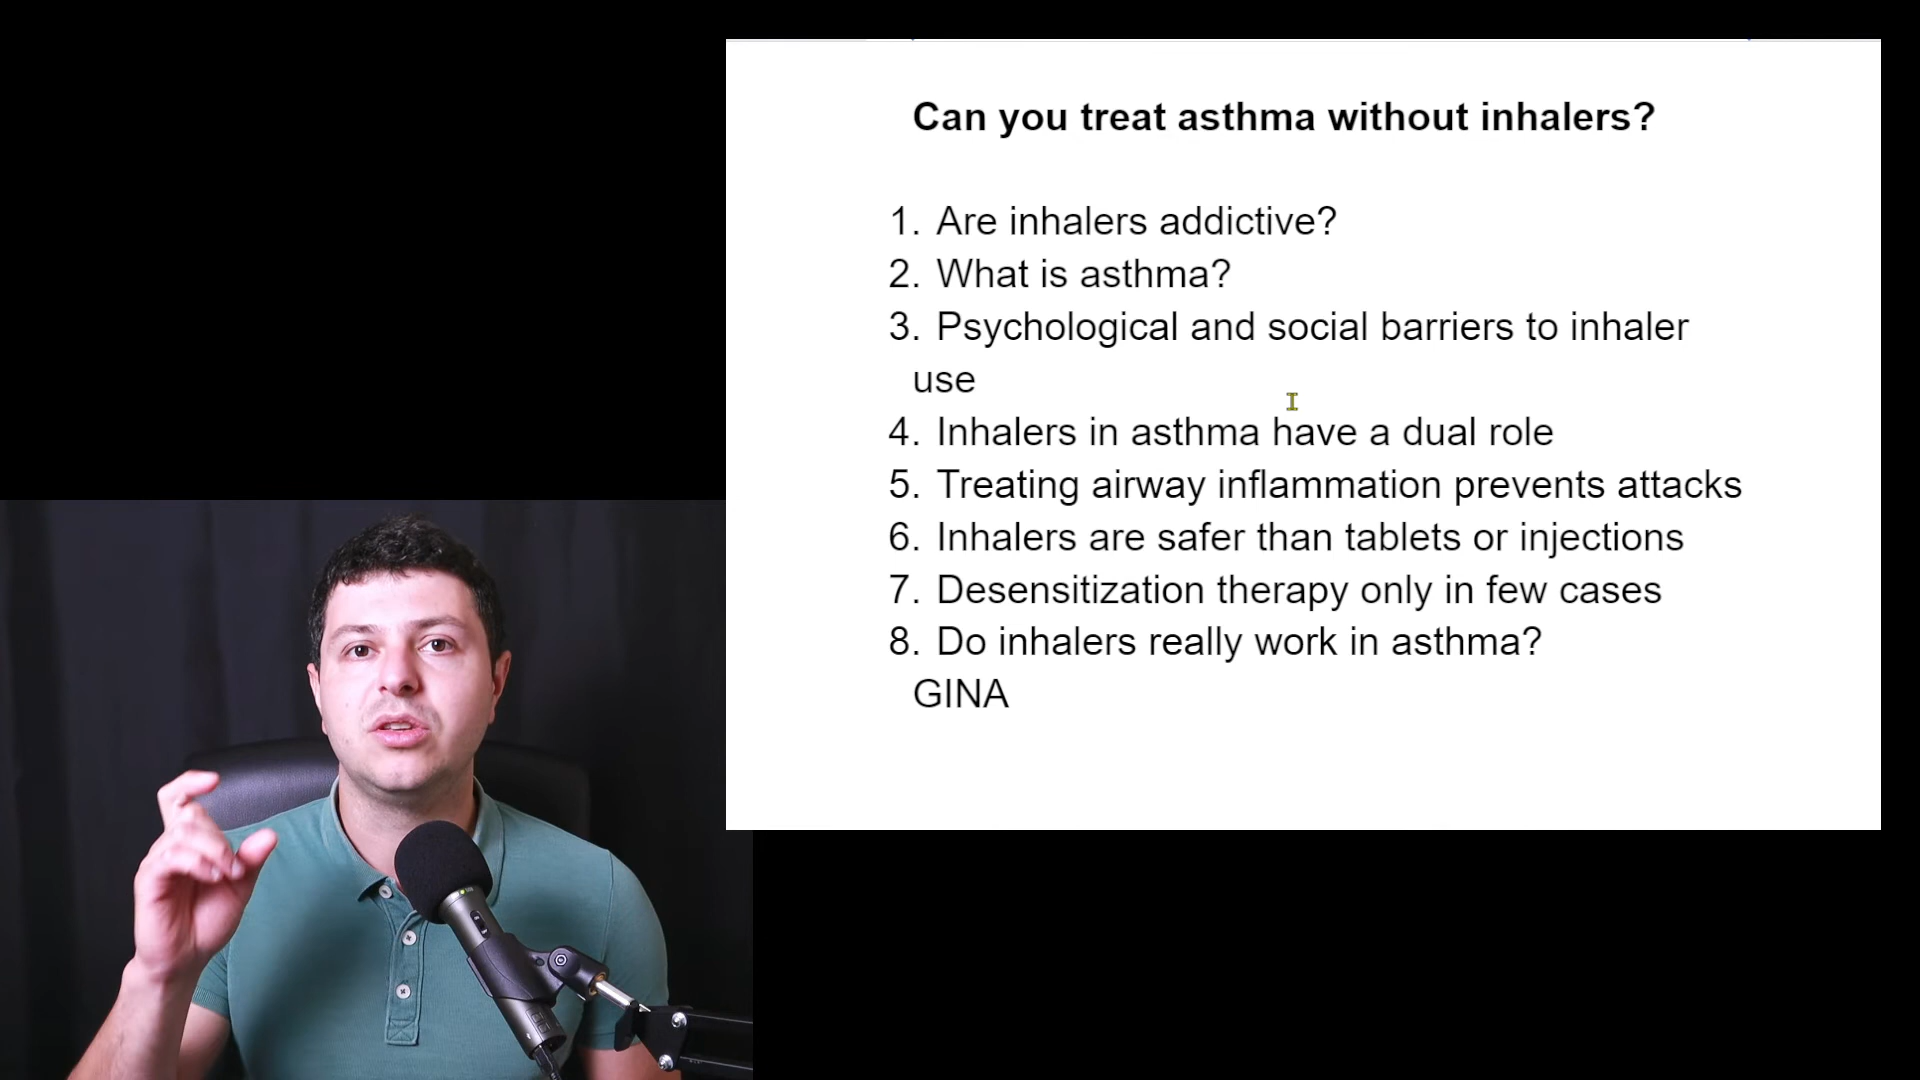 Can you treat asthma without inhalers?
1. Are inhalers addictive?
2. What is asthma?
3. Psychological and social barriers to inhaler
use
4. Inhalers in asthma have a dual role
5. Treating airway inflammation prevents attacks
6. Inhalers are safer than tablets or injections
7. Desensitization therapy only in few cases
8. Do inhalers really work in asthma?
GINA